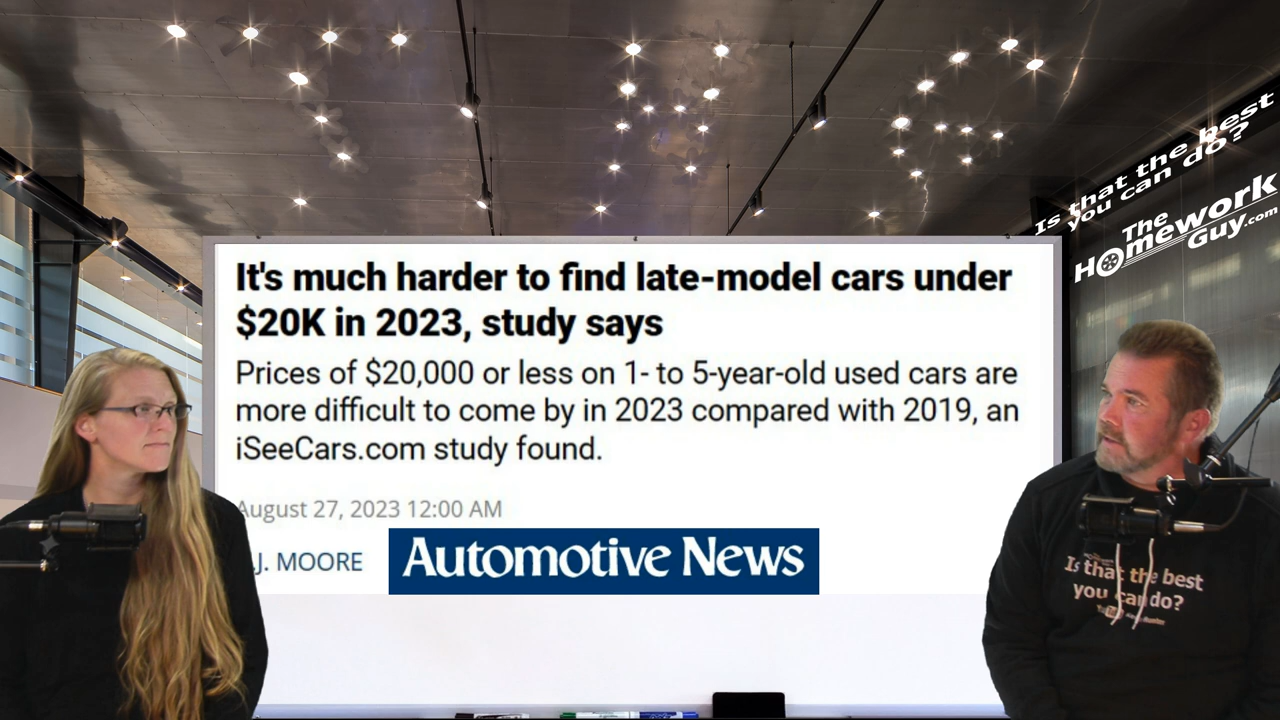 Is that the best
you can do?
The
Homework
Guy.com
It's much harder to find late-model cars under
$20K in 2023, study says
Prices of $20,000 or less on 1- to 5-year-old used cars are
more difficult to come by in 2023 compared with 2019, an
iSeeCars.com study found.
August 27, 2023 12:00 AM
J. MOORE
Automotive News
Is that the best
you can do?